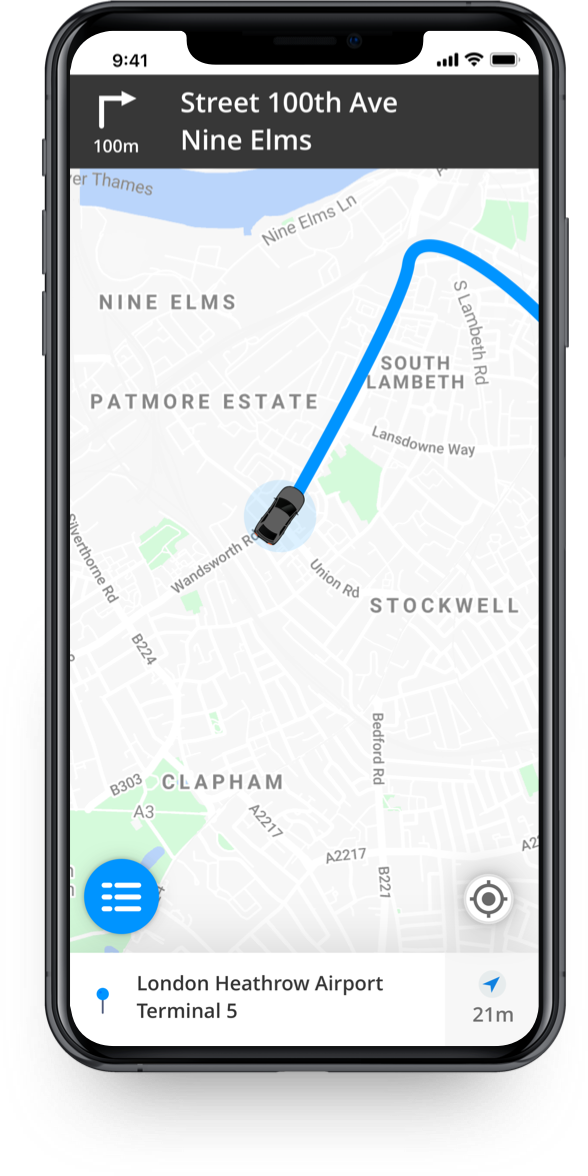 9:41
100m
Street 100th Ave
Nine Elms
er Thames
Nine Elms Ln
NINE ELMS
S Lambeth Rd
SOUTH
LAMBETH
PATMORE ESTATE
Lansdowne Way
Silverthorne Rd
Wandsworth Rd
Union Rd
STOCKWELL
B224
Bedford Rd
B303
CLAPHAM
A3
A2217
A2217
A2
B221
London Heathrow Airport
Terminal 5
21m